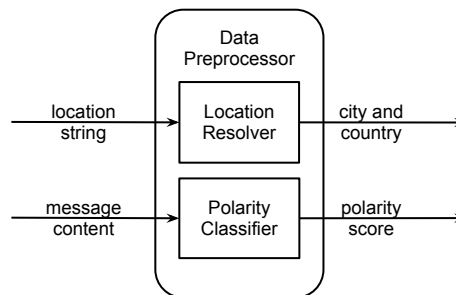 Data
Preprocessor
location
string
Location
Resolver
city and
country
message
content
Polarity
Classifier
polarity
score